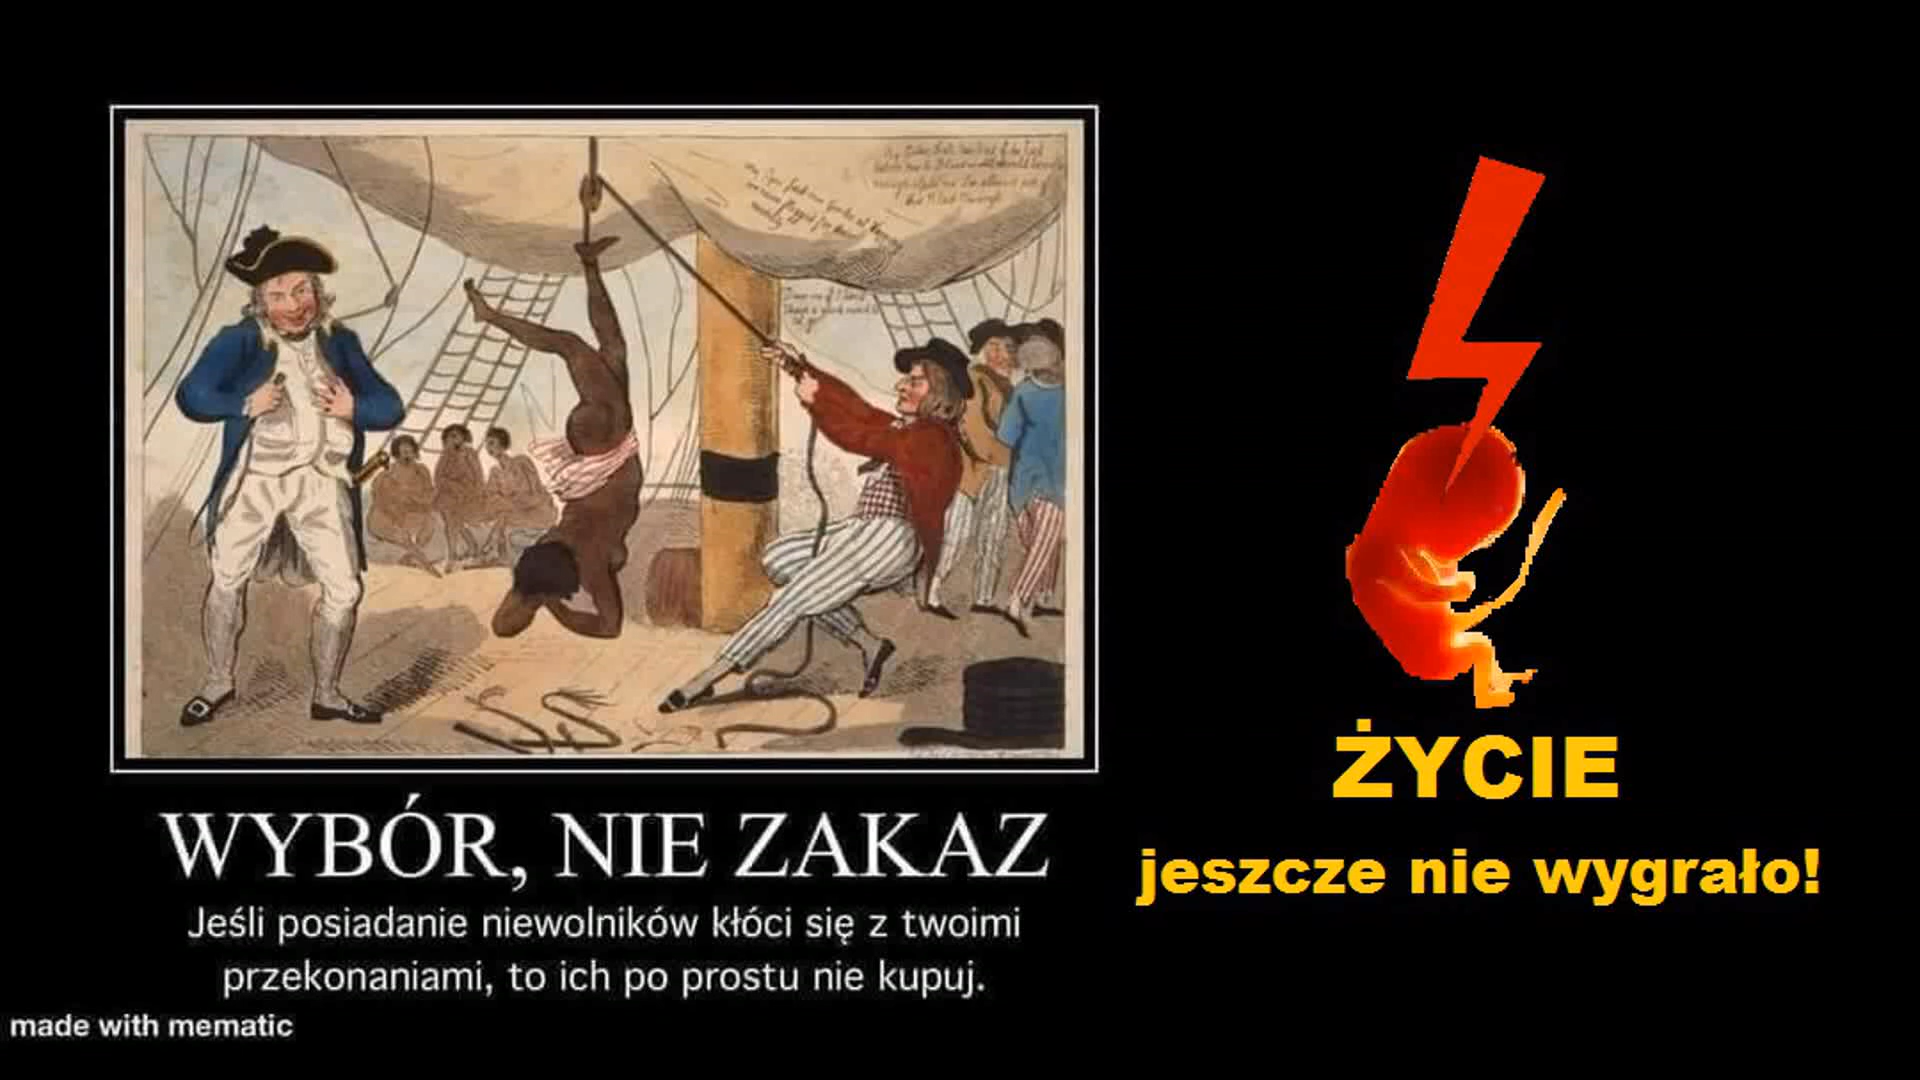 WYBÓR, NIE ZAKAZ
Jeśli posiadanie niewolników kłóci się z twoimi
przekonaniami, to ich po prostu nie kupuj.
made with mematic
ŻYCIE
jeszcze nie wygrało!